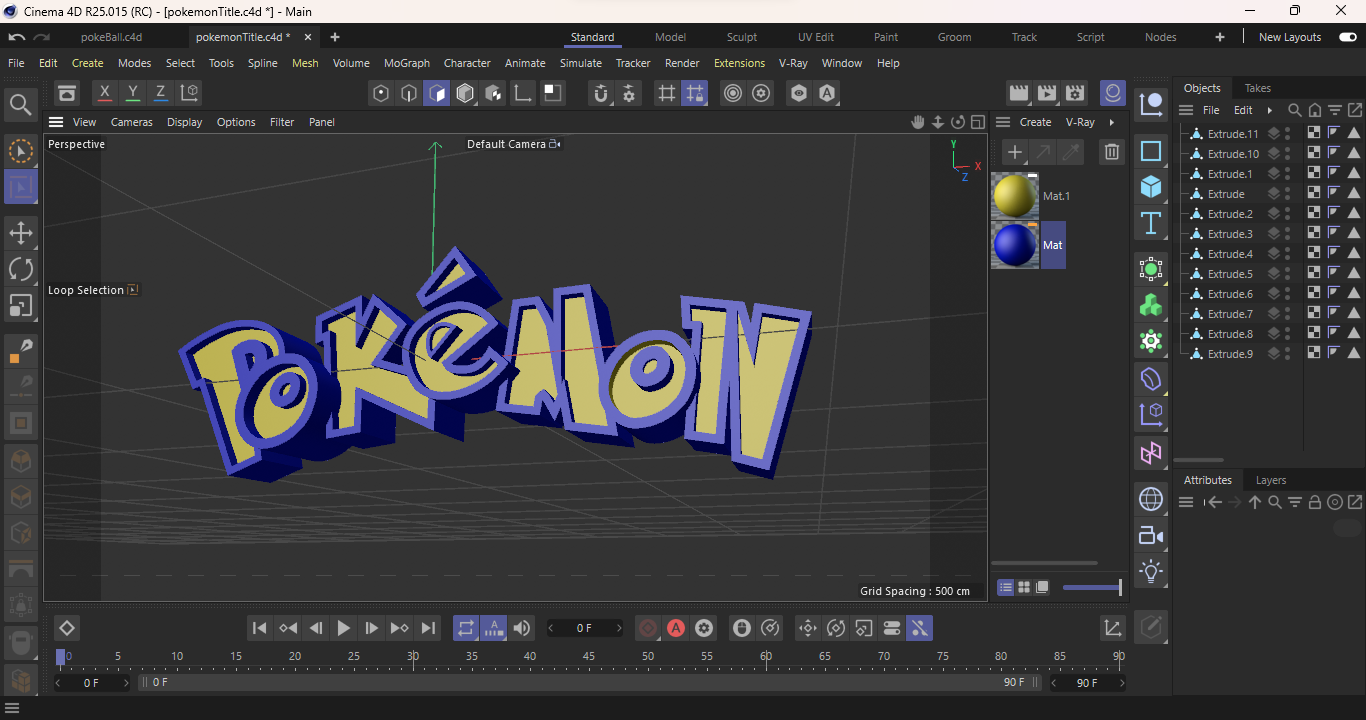 Cinema 4D R25.015 (RC) - [pokemonTitle.c4d *] - Main
pokeBall.c4d
pokemonTitle.c4d *
Standard
Model
Sculpt
UV Edit
Paint
Groom
Track
Script
Nodes
New Layouts
File Edit Create Modes Select Tools Spline Mesh Volume MoGraph Character Animate Simulate Tracker Render Extensions V-Ray Window Help
X Y Z
Objects Takes
File Edit
View Cameras Display Options Filter Panel
Create V-Ray
Perspective
Default Camera
Y
X
Z
Loop Selection
POKéMON
Grid Spacing : 500 cm
Mat.1
Mat
Extrude.11
Extrude.10
Extrude.1
Extrude
Extrude.2
Extrude.3
Extrude.4
Extrude.5
Extrude.6
Extrude.7
Extrude.8
Extrude.9
Attributes Layers
A
0 F
A
0 5 10 15 20 25 30 35 40 45 50 55 60 65 70 75 80 85 90
0 F
0 F
90 F
90 F